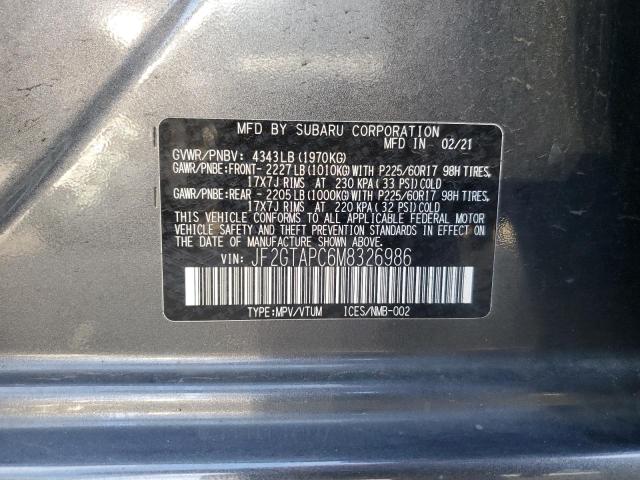 MFD BY SUBARU CORPORATION
MFD IN 02/21
GVWR/PNBV: 4343LB (1970KG)
GAWR/PNBE:FRONT- 2227LB(1010KG)WITH P225/60R17 98H TIRES,
17X7J RIMS AT 230 KPA (33 PSI)COLD
GAWR/PNBE:REAR - 2205LB(1000KG)WITH P225/60R17 98H TIRES,
17X7J RIMS AT 220 KPA (32 PSI)COLD
THIS VEHICLE CONFORMS TO ALL APPLICABLE FEDERAL MOTOR
VEHICLE SAFETY AND THEFT PREVENTION STANDARDS IN EFFECT ON
THE DATE OF MANUFACTURE SHOWN ABOVE.
VIN: JF2GTAPC6M8326986
TYPE:MPV/VTUM ICES/NMB-002